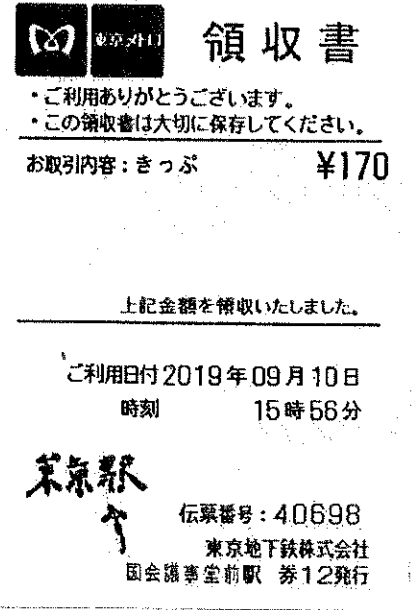 東京メトロ
領収書
・ご利用ありがとうございます。
・この領収書は大切に保存してください。
お取引内容:きっぷ ¥170
上記金額を領収いたしました。
ご利用日付2019年09月10日
時刻 15時56分
東京駅
伝票番号:40698
東京地下鉄株式会社
国会議事堂前駅 券12発行